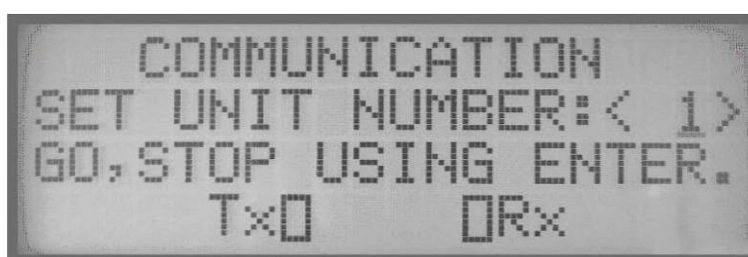 COMMUNICATION
SET UNIT NUMBER:< 1>
GO,STOP USING ENTER.
Tx▯ ▯Rx